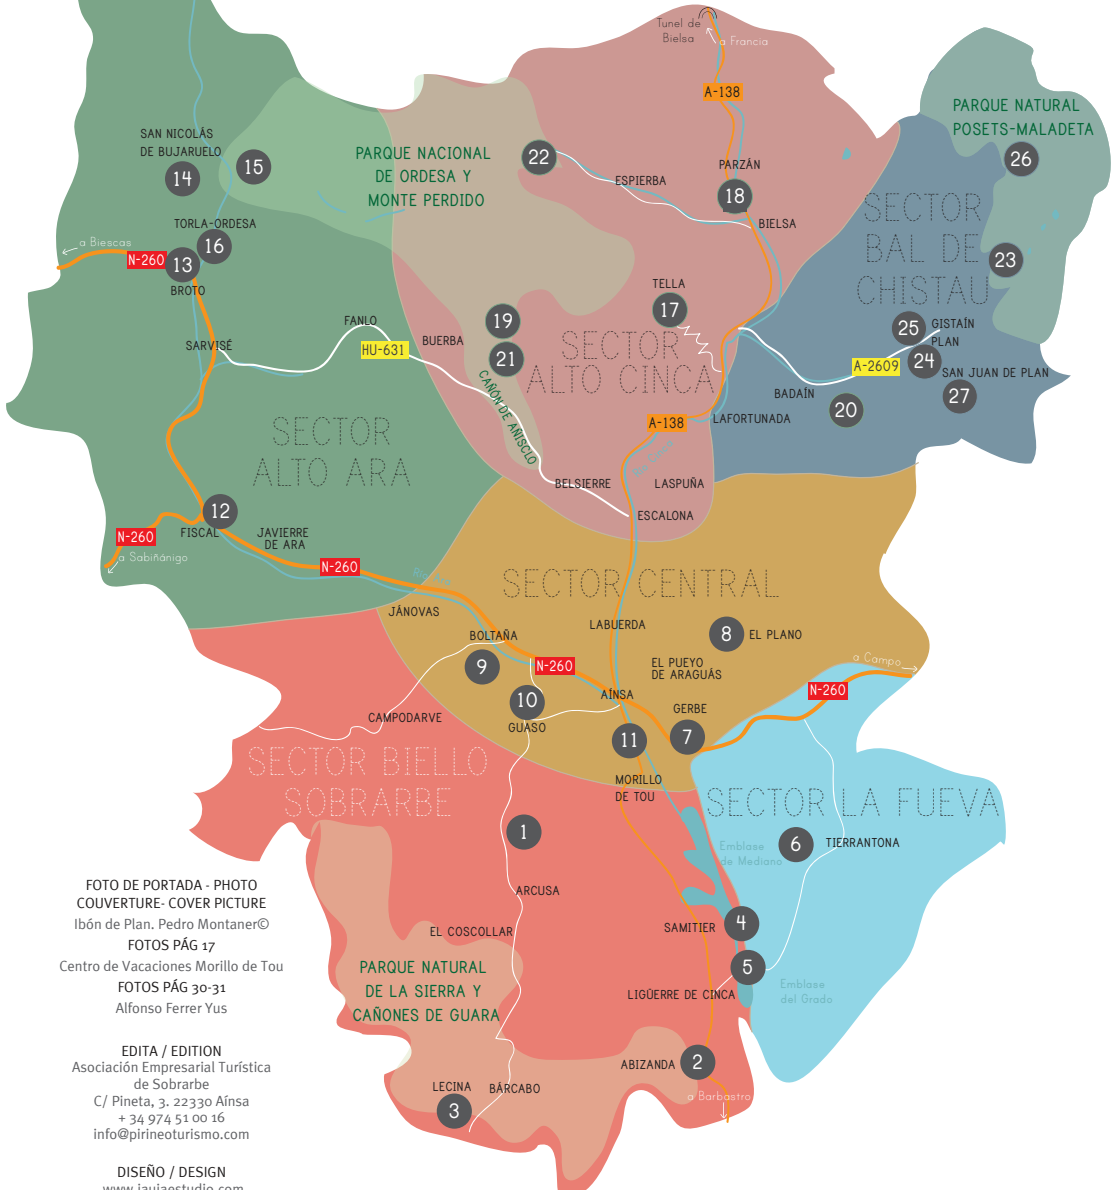 Tunel de
Bielsa
a Francia
A-138
PARQUE NATURAL
POSETS-MALADETA
26
SAN NICOLÁS
DE BUJARUELO
14
15
PARQUE NACIONAL
DE ORDESA Y
MONTE PERDIDO
22
ESPIERBA
PARZÁN
18
BIELSA
SECTOR
BAL DE
CHISTAU
23
TORLA-ORDESA
16
a Biescas
N-260
13
BROTO
TELLA
17
19
21
FANLO
SARVISÉ
HU-631
BUERBA
SECTOR
ALTO CINCA
CAÑÓN DE AÑISCLO
25
GISTAÍN
PLAN
24
A-2609
SAN JUAN DE PLAN
27
BADAÍN
20
A-138
LAFORTUNADA
SECTOR
ALTO ARA
BELSIERRE
LASPUÑA
ESCALONA
12
FISCAL
N-260
a Sabiñánigo
JAVIERRE
DE ARA
N-260
SECTOR CENTRAL
JÁNOVAS
BOLTAÑA
LABUERDA
8
EL PLANO
9
N-260
EL PUEYO
DE ARAGUÁS
a Campo
N-260
10
GUASO
AÍNSA
GERBE
7
11
CAMPODARVE
SECTOR BIELLO
SOBRARBE
MORILLO
DE TOU
SECTOR LA FUEVA
1
6
TIERRANTONA
Emblase
de Mediano
ARCUSA
EL COSCOLLAR
SAMITIER
4
5
LIGÜERRE DE CINCA
Emblase
del Grado
PARQUE NATURAL
DE LA SIERRA Y
CAÑONES DE GUARA
ABIZANDA
2
a Barbastro
LECINA
3
BÁRCABO
FOTO DE PORTADA - PHOTO
COUVERTURE- COVER PICTURE
Ibón de Plan. Pedro Montaner©
FOTOS PÁG 17
Centro de Vacaciones Morillo de Tou
FOTOS PÁG 30-31
Alfonso Ferrer Yus
EDITA / EDITION
Asociación Empresarial Turística
de Sobrarbe
C/ Pineta, 3. 22330 Aínsa
+ 34 974 51 00 16
info@pirineoturismo.com
DISEÑO / DESIGN